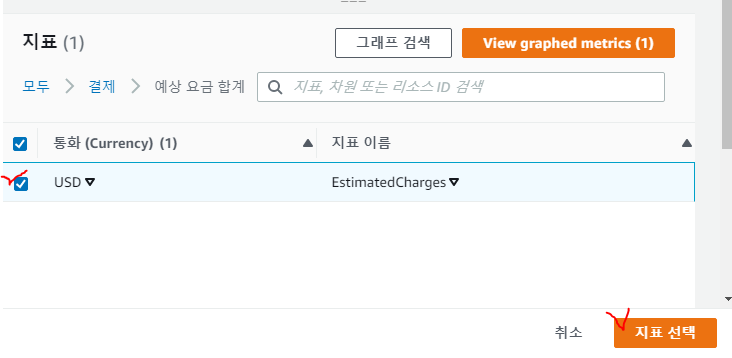 지표 (1)
그래프 검색
View graphed metrics (1)
모두 > 결제 > 예상 요금 합계
지표, 차원 또는 리소스 ID 검색
통화 (Currency) (1) ▲ 지표 이름 ▲
USD ▼ EstimatedCharges ▼
취소
지표 선택